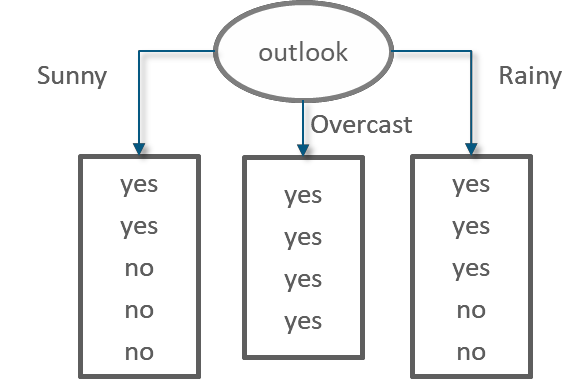 outlook
Sunny
Overcast
Rainy
yes
yes
no
no
no
yes
yes
yes
yes
yes
yes
yes
no
no